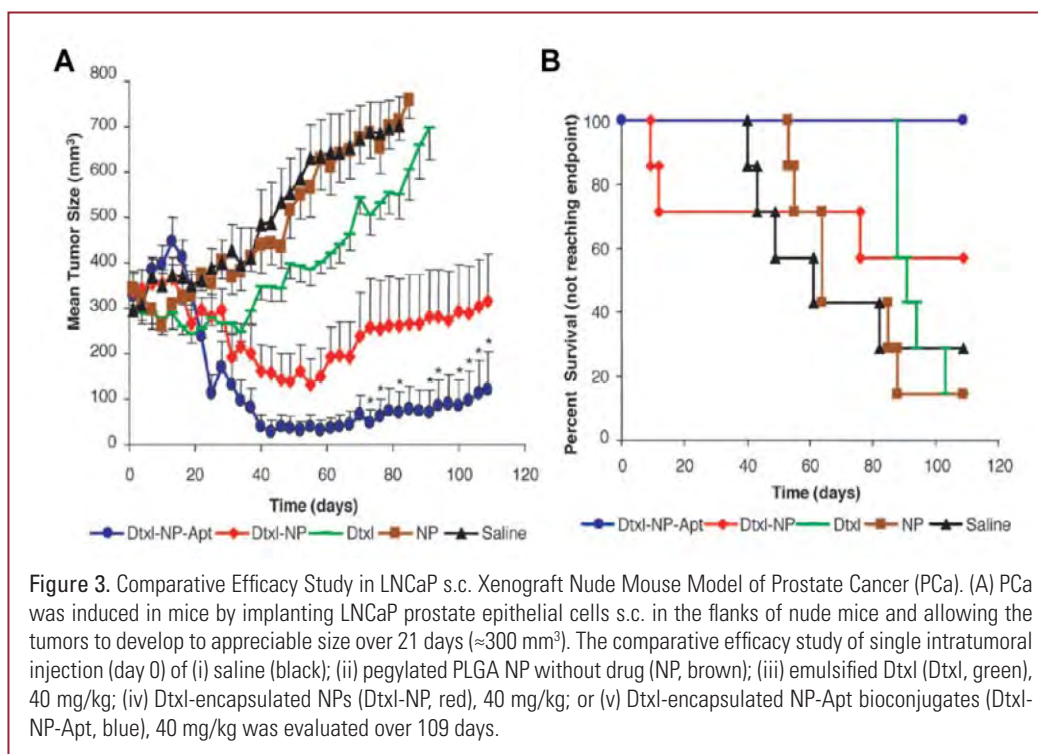 A
B
800
700
600
500
400
300
200
100
0
Mean Tumor Size (mm³)
0 20 40 60 80 100 120
Time (days)
Dtxl-NP-Apt Dtxl-NP Dtxl NP Saline
* * * * * * * *
100
80
60
40
20
0
Percent Survival (not reaching endpoint)
0 20 40 60 80 100 120
Time (days)
Dtxl-NP-Apt Dtxl-NP Dtxl NP Saline
Figure 3. Comparative Efficacy Study in LNCaP s.c. Xenograft Nude Mouse Model of Prostate Cancer (PCa). (A) PCa
was induced in mice by implanting LNCaP prostate epithelial cells s.c. in the flanks of nude mice and allowing the
tumors to develop to appreciable size over 21 days (≈300 mm³). The comparative efficacy study of single intratumoral
injection (day 0) of (i) saline (black); (ii) pegylated PLGA NP without drug (NP, brown); (iii) emulsified Dtxl (Dtxl, green),
40 mg/kg; (iv) Dtxl-encapsulated NPs (Dtxl-NP, red), 40 mg/kg; or (v) Dtxl-encapsulated NP-Apt bioconjugates (Dtxl-
NP-Apt, blue), 40 mg/kg was evaluated over 109 days.